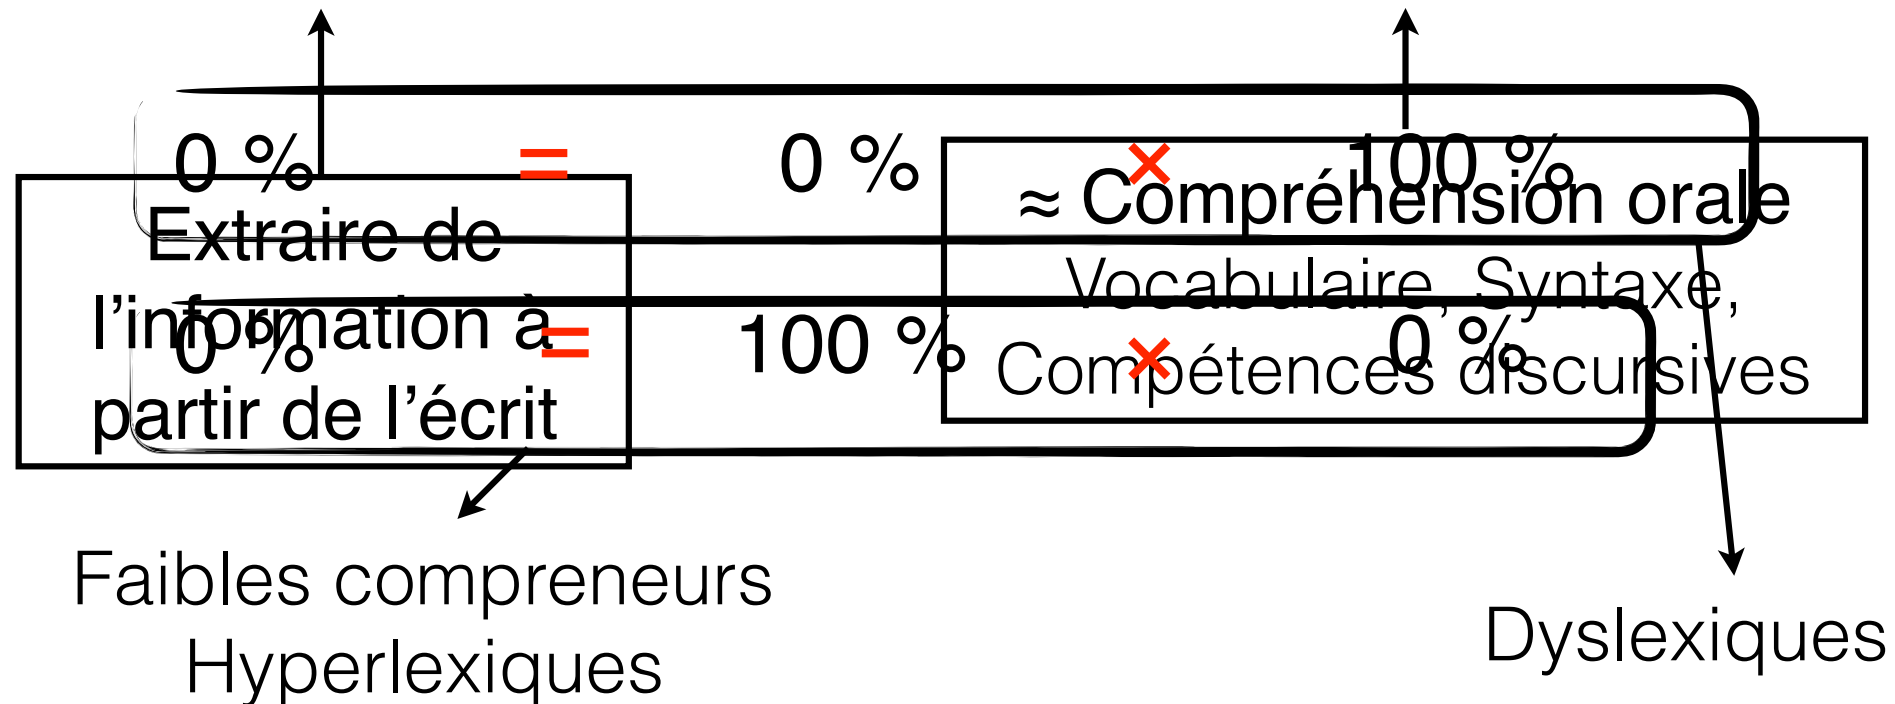 0 % = 0 % × 100 %
Extraire de
l’information à
partir de l’écrit
≈ Compréhension orale
Vocabulaire, Syntaxe,
Compétences discursives
0 % = 100 % × 0 %
Faibles compreneurs
Hyperlexiques
Dyslexiques